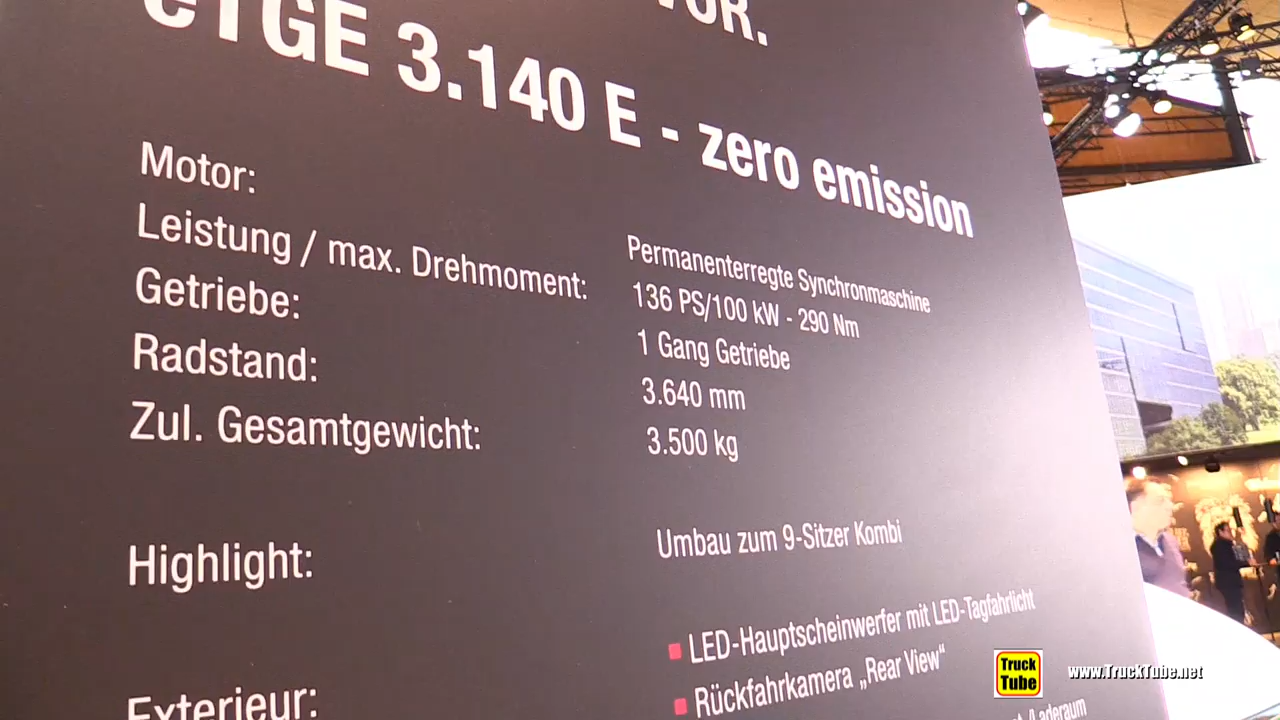 VOR.
eTGE 3.140 E - zero emission
Motor: Permanenterregte Synchronmaschine
Leistung / max. Drehmoment: 136 PS/100 kW - 290 Nm
Getriebe: 1 Gang Getriebe
Radstand: 3.640 mm
Zul. Gesamtgewicht: 3.500 kg
Highlight: Umbau zum 9-Sitzer Kombi
Exterieur: LED-Hauptscheinwerfer mit LED-Tagfahrlicht
Rückfahrkamera „Rear View“
/Laderaum
Truck
Tube
www.TruckTube.net